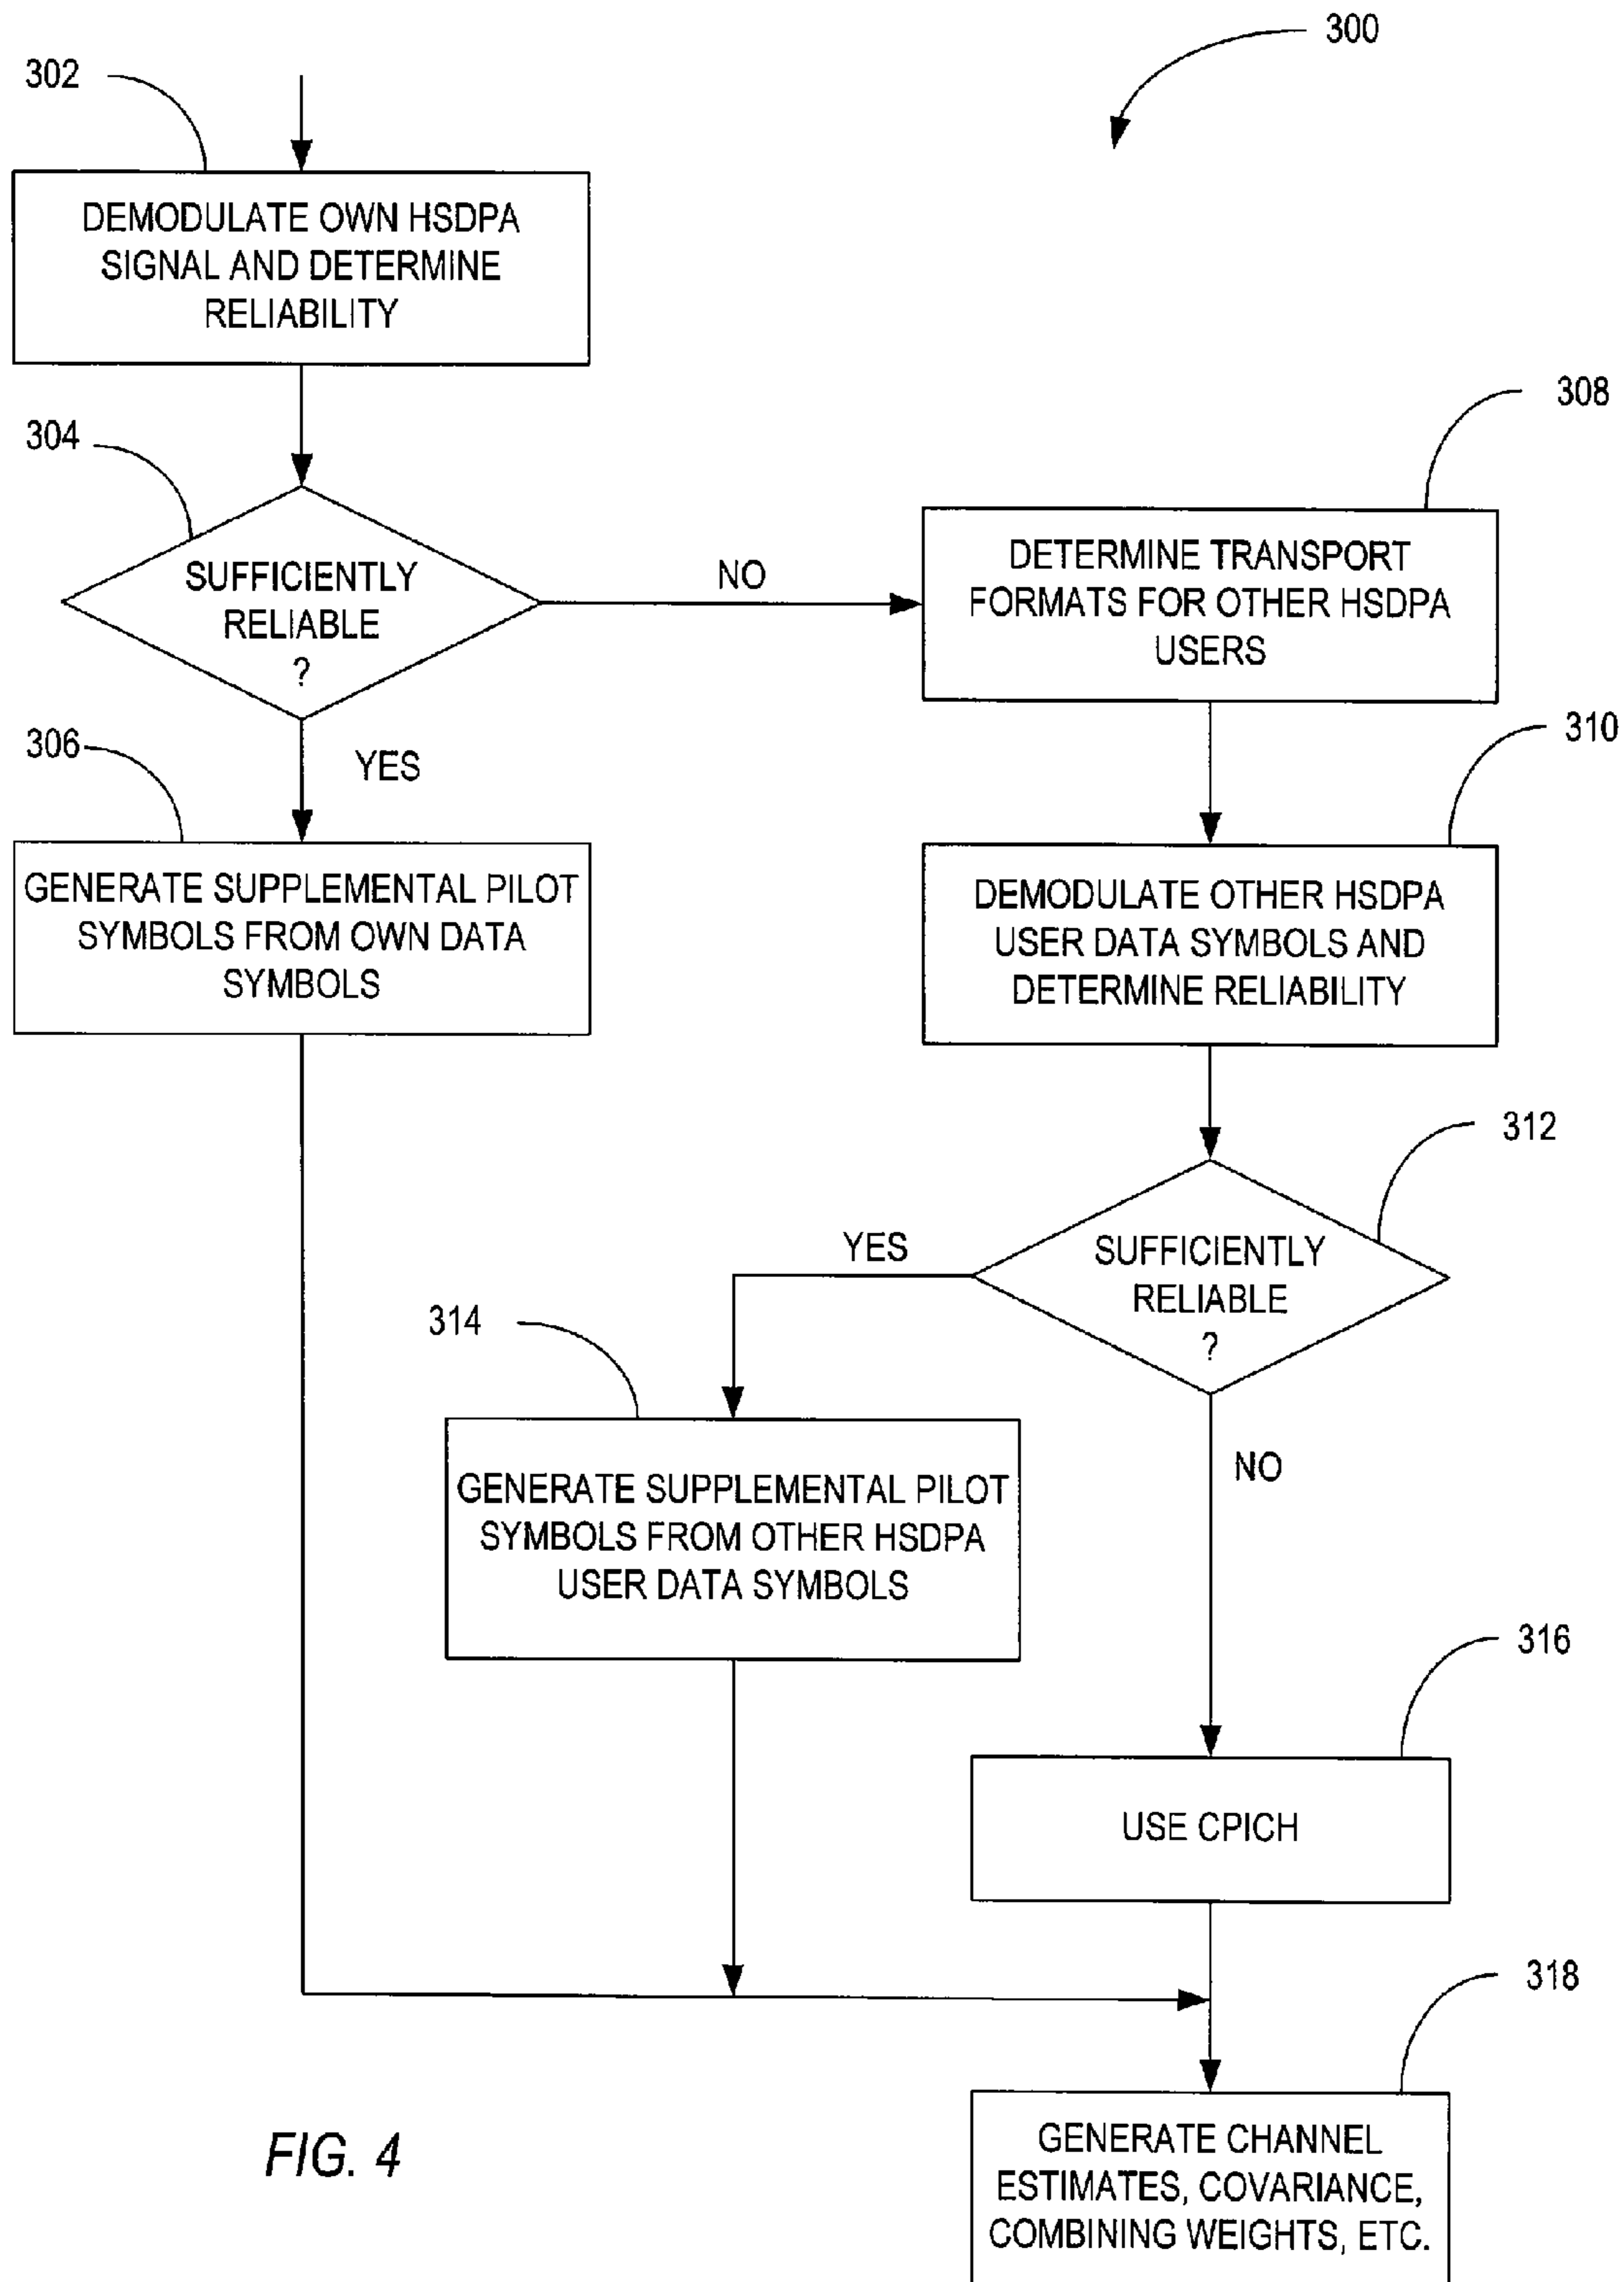 300
302
DEMODULATE OWN HSDPA
SIGNAL AND DETERMINE
RELIABILITY
304
SUFFICIENTLY
RELIABLE
?
NO
308
DETERMINE TRANSPORT
FORMATS FOR OTHER HSDPA
USERS
YES
306
GENERATE SUPPLEMENTAL PILOT
SYMBOLS FROM OWN DATA
SYMBOLS
310
DEMODULATE OTHER HSDPA
USER DATA SYMBOLS AND
DETERMINE RELIABILITY
312
SUFFICIENTLY
RELIABLE
?
YES
314
GENERATE SUPPLEMENTAL PILOT
SYMBOLS FROM OTHER HSDPA
USER DATA SYMBOLS
NO
316
USE CPICH
318
GENERATE CHANNEL
ESTIMATES, COVARIANCE,
COMBINING WEIGHTS, ETC.
FIG. 4